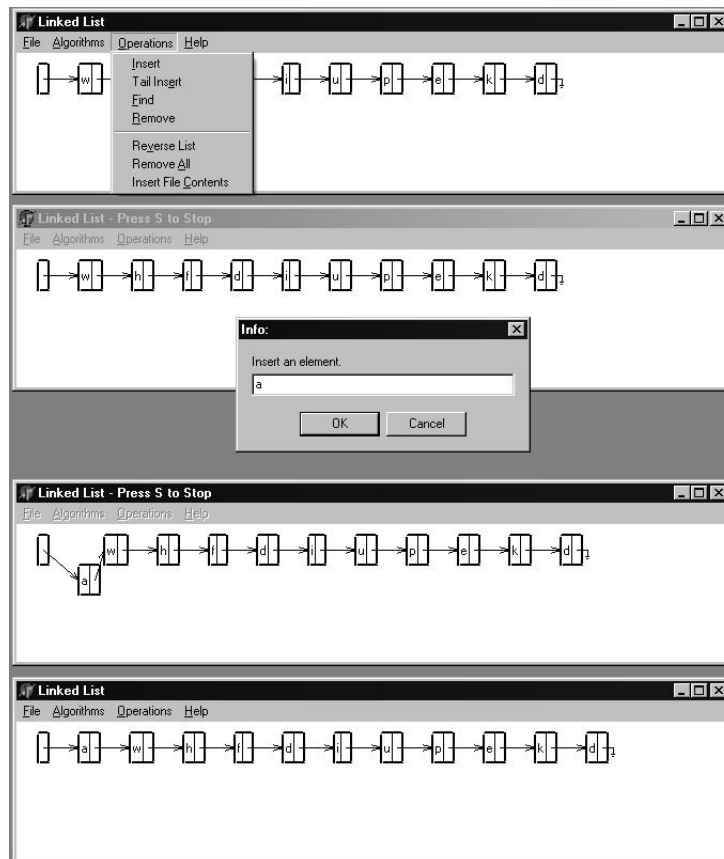 Linked List
File Algorithms Operations Help
w i u p e k d
Insert
Tail Insert
Find
Remove
Reverse List
Remove All
Insert File Contents
Linked List - Press S to Stop
File Algorithms Operations Help
w h f d i u p e k d
Info:
Insert an element.
a
OK Cancel
Linked List - Press S to Stop
File Algorithms Operations Help
w h f d i u p e k d
a
Linked List
File Algorithms Operations Help
a w h f d i u p e k d